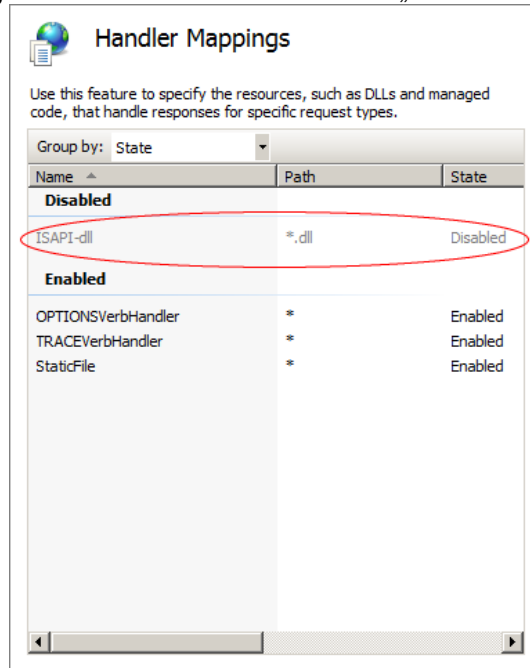 „
Handler Mappings
Use this feature to specify the resources, such as DLLs and managed
code, that handle responses for specific request types.
Group by: State
Name Path State
Disabled
ISAPI-dll *.dll Disabled
Enabled
OPTIONSVerbHandler * Enabled
TRACEVerbHandler * Enabled
StaticFile * Enabled